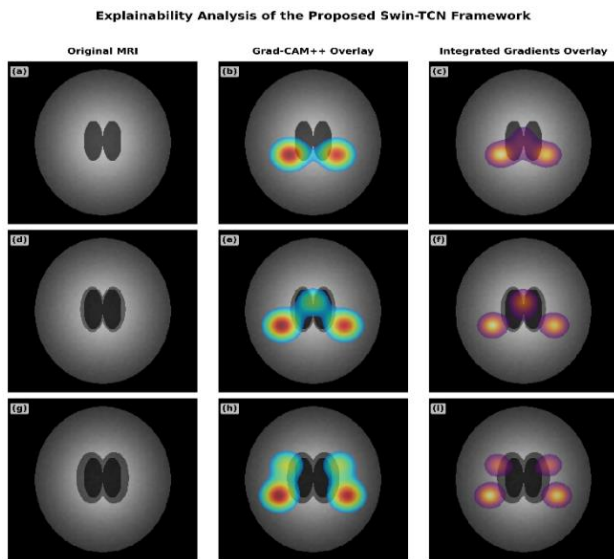 Explainability Analysis of the Proposed Swin-TCN Framework
Original MRI Grad-CAM++ Overlay Integrated Gradients Overlay
(a) (b) (c)
(d) (e) (f)
(g) (h) (i)